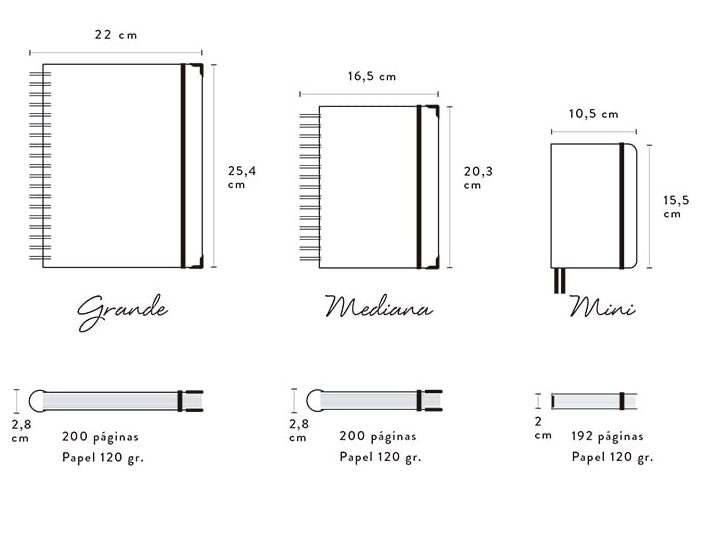 22 cm
16,5 cm
10,5 cm
25,4
cm
20,3
cm
15,5
cm
Grande
Mediana
Mini
2,8
cm
200 páginas
Papel 120 gr.
2,8
cm
200 páginas
Papel 120 gr.
2
cm
192 páginas
Papel 120 gr.